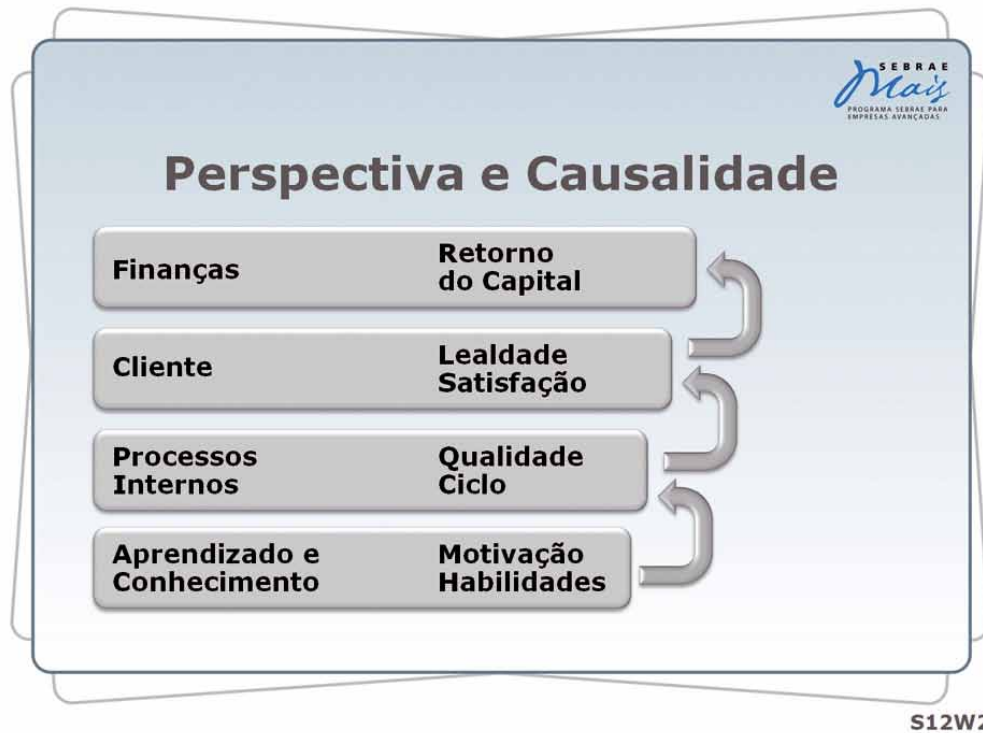 SEBRAE
Mais
PROGRAMA SEBRAE PARA
EMPRESAS AVANÇADAS
Perspectiva e Causalidade
Finanças
Retorno
do Capital
Cliente
Lealdade
Satisfação
Processos
Internos
Qualidade
Ciclo
Aprendizado e
Conhecimento
Motivação
Habilidades
S12W2